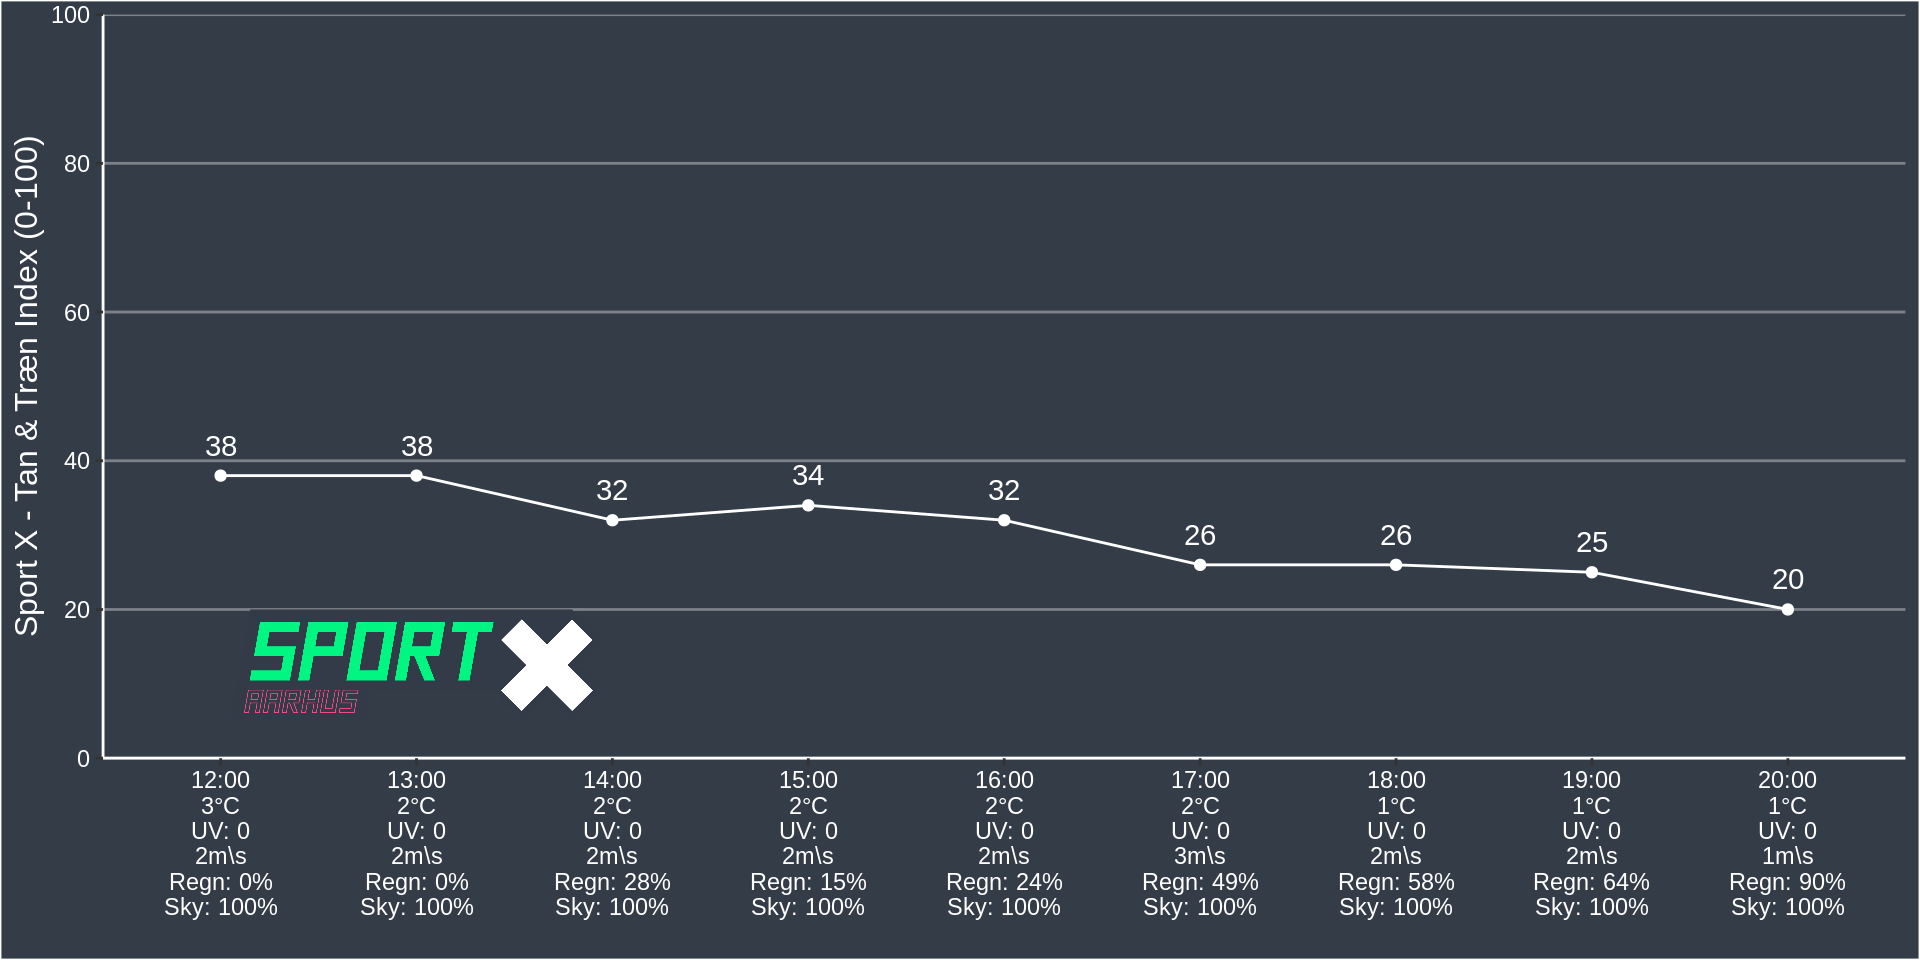 Sport X - Tan & Træn Index (0-100)
100
80
60
40
20
0
38
38
32
34
32
26
26
25
20
SPORT X
AARHUS
12:00 13:00 14:00 15:00 16:00 17:00 18:00 19:00 20:00
3°C 2°C 2°C 2°C 2°C 2°C 1°C 1°C 1°C
UV: 0 UV: 0 UV: 0 UV: 0 UV: 0 UV: 0 UV: 0 UV: 0 UV: 0
2m\s 2m\s 2m\s 2m\s 2m\s 3m\s 2m\s 2m\s 1m\s
Regn: 0% Regn: 0% Regn: 28% Regn: 15% Regn: 24% Regn: 49% Regn: 58% Regn: 64% Regn: 90%
Sky: 100% Sky: 100% Sky: 100% Sky: 100% Sky: 100% Sky: 100% Sky: 100% Sky: 100% Sky: 100%